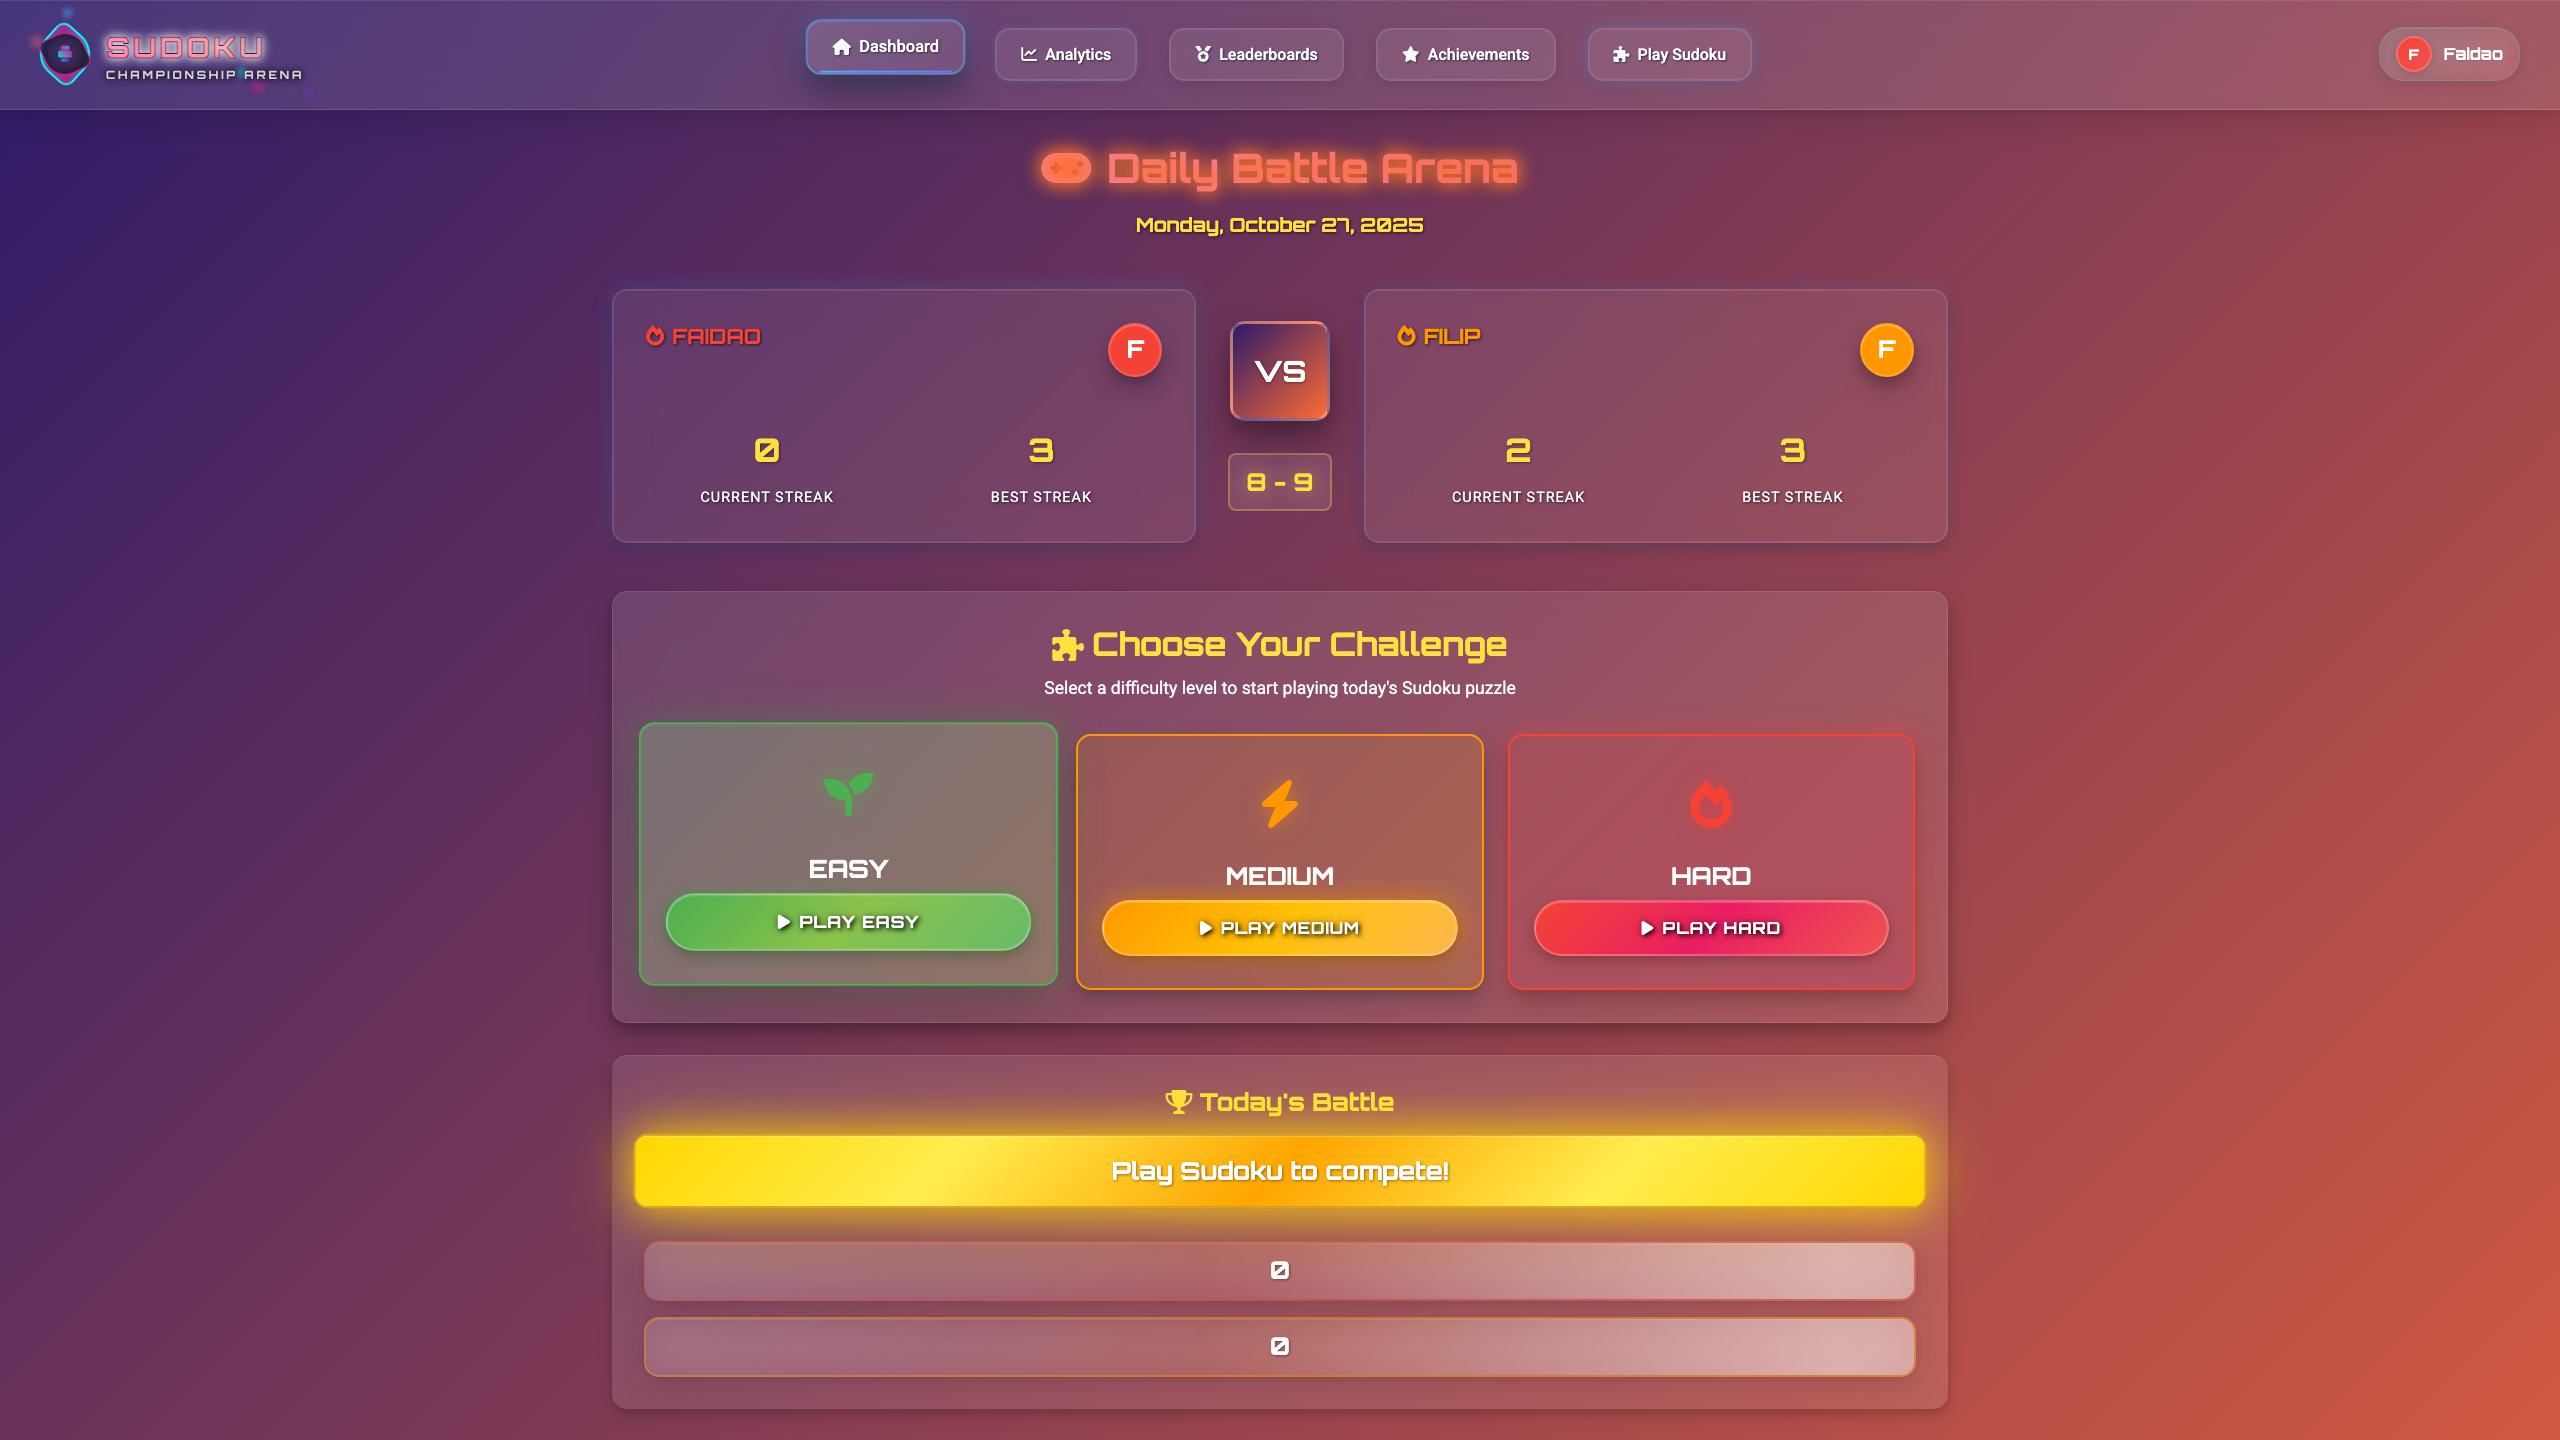 SUDOKU
CHAMPIONSHIP ARENA
Dashboard
Analytics
Leaderboards
Achievements
Play Sudoku
F
Faidao
Daily Battle Arena
Monday, October 27, 2025
FAIDAO
F
0
CURRENT STREAK
3
BEST STREAK
VS
8 - 9
FILIP
F
2
CURRENT STREAK
3
BEST STREAK
Choose Your Challenge
Select a difficulty level to start playing today's Sudoku puzzle
EASY
PLAY EASY
MEDIUM
PLAY MEDIUM
HARD
PLAY HARD
Today's Battle
Play Sudoku to compete!
0
0